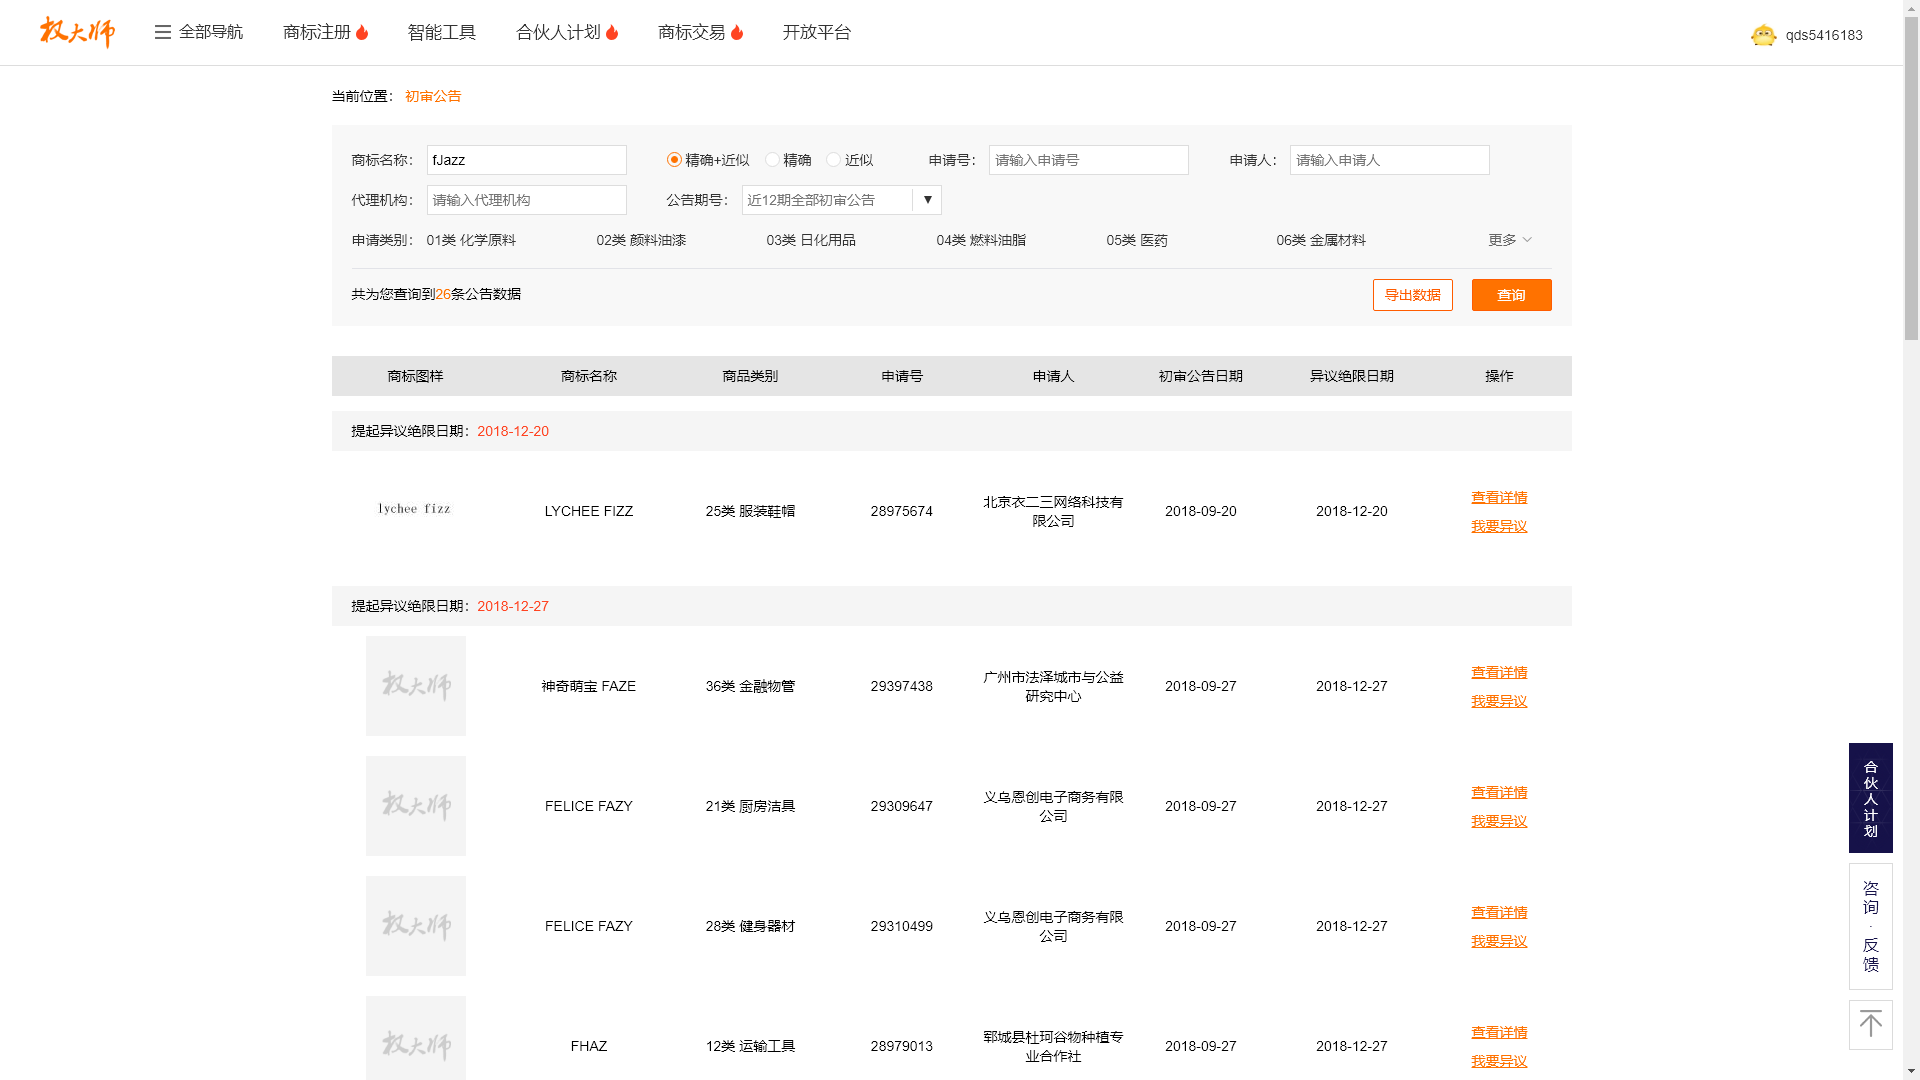 权大师 全部导航 商标注册 智能工具 合伙人计划 商标交易 开放平台 qds5416183
当前位置： 初审公告
商标名称： fJazz 精确+近似 精确 近似 申请号： 请输入申请号 申请人： 请输入申请人
代理机构： 请输入代理机构 公告期号： 近12期全部初审公告
申请类别： 01类 化学原料 02类 颜料油漆 03类 日化用品 04类 燃料油脂 05类 医药 06类 金属材料 更多
共为您查询到26条公告数据 导出数据 查询
商标图样 商标名称 商品类别 申请号 申请人 初审公告日期 异议绝限日期 操作
提起异议绝限日期：2018-12-20
lychee fizz LYCHEE FIZZ 25类 服装鞋帽 28975674 北京衣二三网络科技有限公司 2018-09-20 2018-12-20 查看详情
我要异议
提起异议绝限日期：2018-12-27
权大师 神奇萌宝 FAZE 36类 金融物管 29397438 广州市法泽城市与公益研究中心 2018-09-27 2018-12-27 查看详情
我要异议
权大师 FELICE FAZY 21类 厨房洁具 29309647 义乌恩创电子商务有限公司 2018-09-27 2018-12-27 查看详情
我要异议
权大师 FELICE FAZY 28类 健身器材 29310499 义乌恩创电子商务有限公司 2018-09-27 2018-12-27 查看详情
我要异议
权大师 FHAZ 12类 运输工具 28979013 郓城县杜珂谷物种植专业合作社 2018-09-27 2018-12-27 查看详情
我要异议
合伙人计划
咨询·反馈